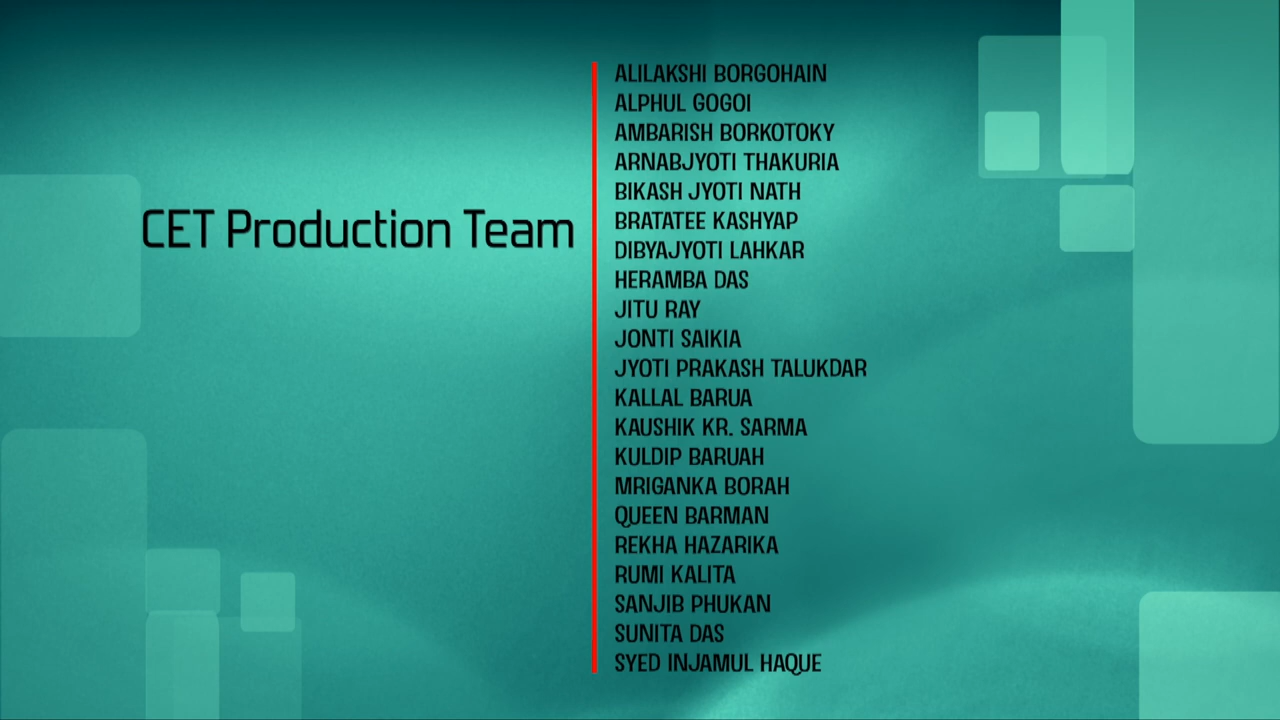 CET Production Team
ALILAKSHI BORGOHAIN
ALPHUL GOGOI
AMBARISH BORKOTOKY
ARNABJYOTI THAKURIA
BIKASH JYOTI NATH
BRATATEE KASHYAP
DIBYAJYOTI LAHKAR
HERAMBA DAS
JITU RAY
JONTI SAIKIA
JYOTI PRAKASH TALUKDAR
KALLAL BARUA
KAUSHIK KR. SARMA
KULDIP BARUAH
MRIGANKA BORAH
QUEEN BARMAN
REKHA HAZARIKA
RUMI KALITA
SANJIB PHUKAN
SUNITA DAS
SYED INJAMUL HAQUE